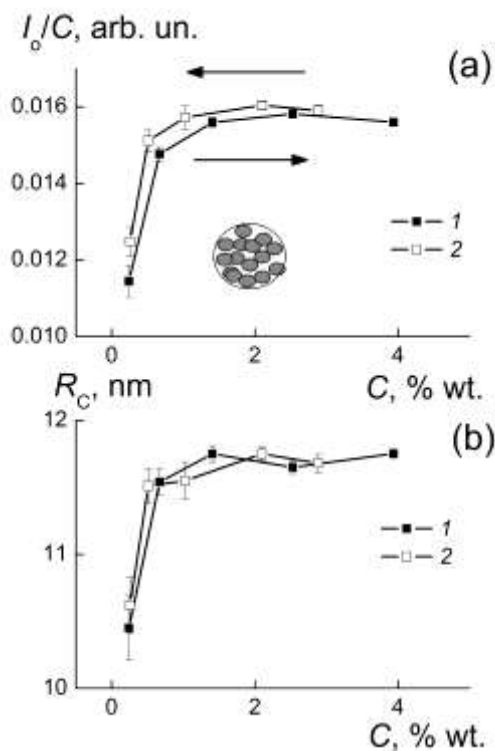 I₀/C, arb. un.
(a)
0.016
0.014
0.012
0.010
1
2
0 2 4
C, % wt.
R_C, nm
(b)
12
11
10
1
2
0 2 4
C, % wt.